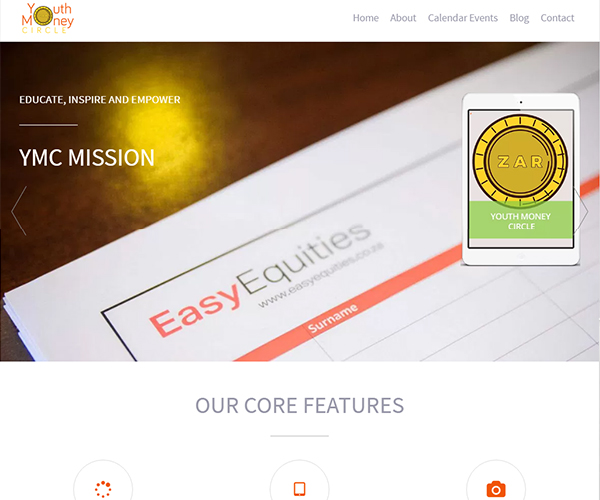 Youth
Money
CIRCLE
Home About Calendar Events Blog Contact
EDUCATE, INSPIRE AND EMPOWER
YMC MISSION
ZAR
YOUTH MONEY
CIRCLE
EasyEquities
www.easyequities.co.za
Surname
OUR CORE FEATURES